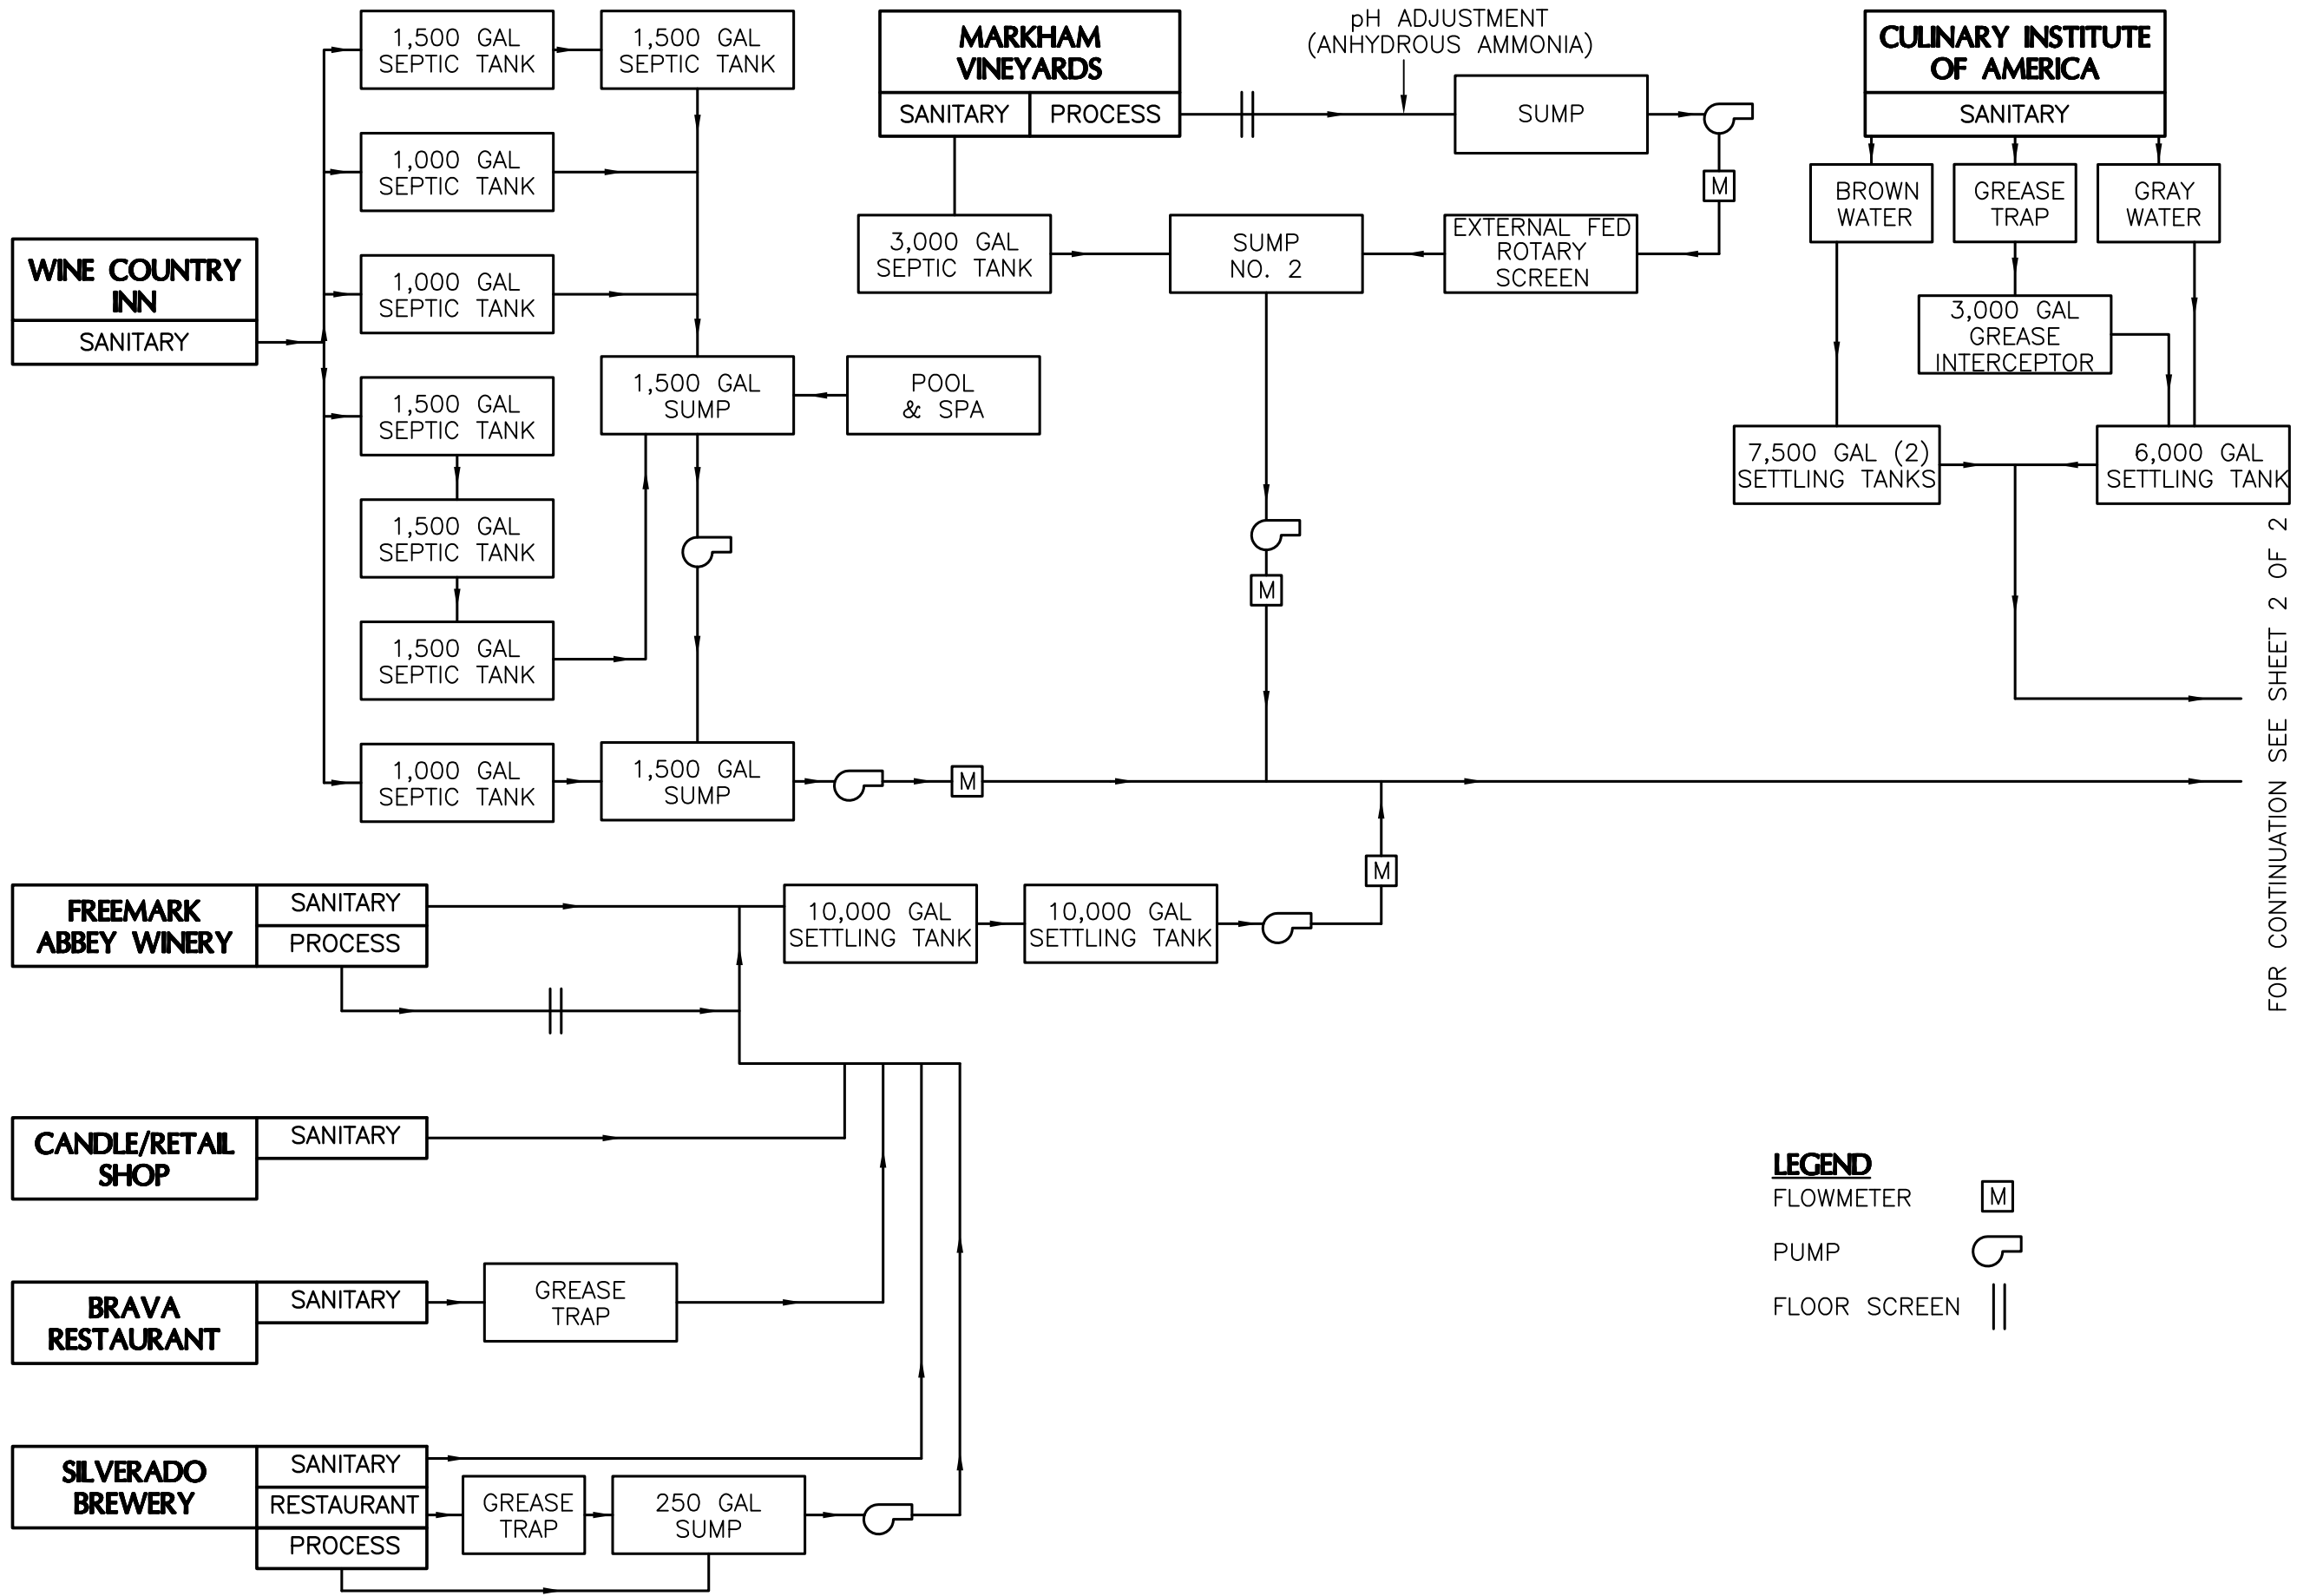 1,500 GAL
SEPTIC TANK
1,500 GAL
SEPTIC TANK
1,000 GAL
SEPTIC TANK
1,000 GAL
SEPTIC TANK
WINE COUNTRY
INN
SANITARY
1,500 GAL
SUMP
POOL
& SPA
1,500 GAL
SEPTIC TANK
1,500 GAL
SEPTIC TANK
1,500 GAL
SEPTIC TANK
1,000 GAL
SEPTIC TANK
1,500 GAL
SUMP
M
MARKHAM
VINEYARDS
SANITARY
PROCESS
pH ADJUSTMENT
(ANHYDROUS AMMONIA)
SUMP
M
3,000 GAL
SEPTIC TANK
SUMP
NO. 2
EXTERNAL FED
ROTARY
SCREEN
M
CULINARY INSTITUTE
OF AMERICA
SANITARY
BROWN
WATER
GREASE
TRAP
GRAY
WATER
3,000 GAL
GREASE
INTERCEPTOR
7,500 GAL (2)
SETTLING TANKS
6,000 GAL
SETTLING TANK
FOR CONTINUATION SEE SHEET 2 OF 2
FREEMARK
ABBEY WINERY
SANITARY
PROCESS
10,000 GAL
SETTLING TANK
10,000 GAL
SETTLING TANK
M
CANDLE/RETAIL
SHOP
SANITARY
BRAVA
RESTAURANT
SANITARY
GREASE
TRAP
SILVERADO
BREWERY
SANITARY
RESTAURANT
PROCESS
GREASE
TRAP
250 GAL
SUMP
LEGEND
FLOWMETER M
PUMP
FLOOR SCREEN